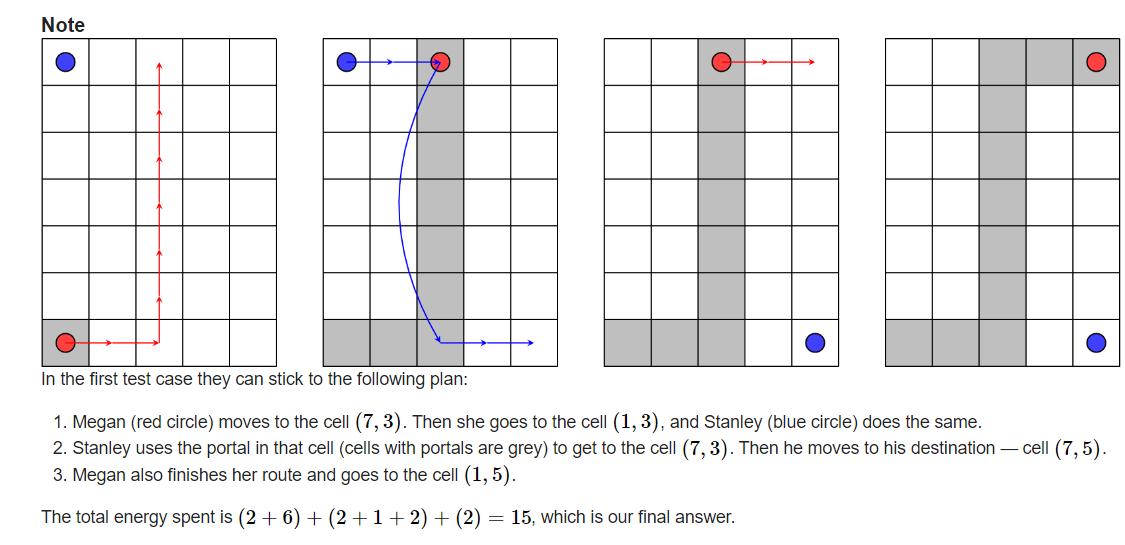 Note
In the first test case they can stick to the following plan:
1. Megan (red circle) moves to the cell (7, 3). Then she goes to the cell (1, 3), and Stanley (blue circle) does the same.
2. Stanley uses the portal in that cell (cells with portals are grey) to get to the cell (7, 3). Then he moves to his destination — cell (7, 5).
3. Megan also finishes her route and goes to the cell (1, 5).
The total energy spent is (2 + 6) + (2 + 1 + 2) + (2) = 15, which is our final answer.